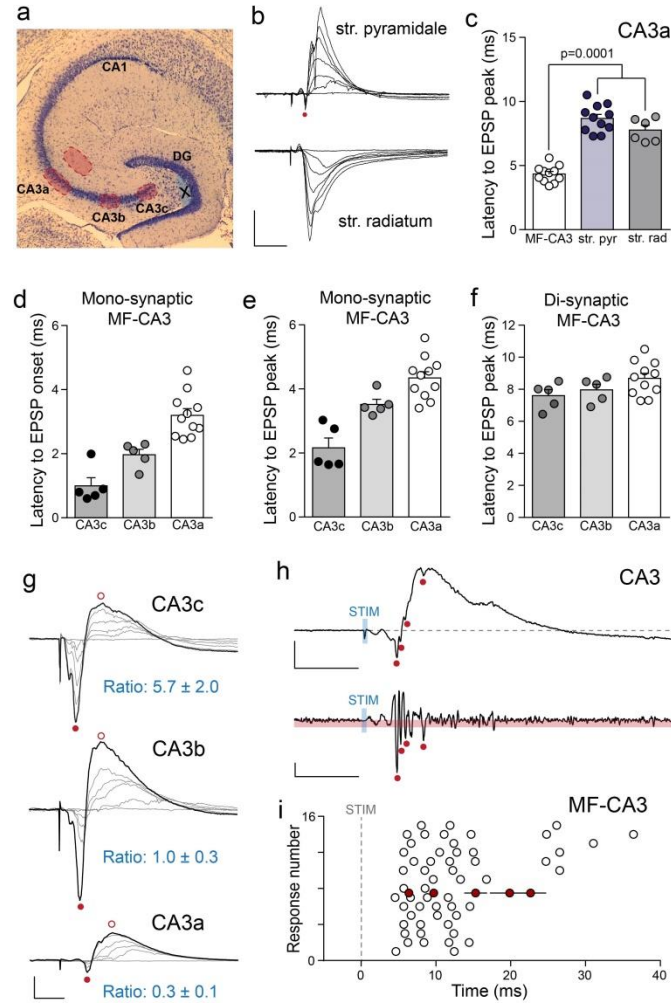 a
CA1
DG
CA3a
CA3b
CA3c
X
b
str. pyramidale
str. radiatum
c
CA3a
p=0.0001
Latency to EPSP peak (ms)
15
10
5
0
MF-CA3
str. pyr
str. rad
d
Mono-synaptic
MF-CA3
Latency to EPSP onset (ms)
6
4
2
0
CA3c
CA3b
CA3a
e
Mono-synaptic
MF-CA3
Latency to EPSP peak (ms)
6
4
2
0
CA3c
CA3b
CA3a
f
Di-synaptic
MF-CA3
Latency to EPSP peak (ms)
12
10
8
6
4
2
0
CA3c
CA3b
CA3a
g
CA3c
Ratio: 5.7 ± 2.0
CA3b
Ratio: 1.0 ± 0.3
CA3a
Ratio: 0.3 ± 0.1
h
CA3
STIM
STIM
i
STIM
MF-CA3
Response number
16
8
0
0
10
20
30
40
Time (ms)